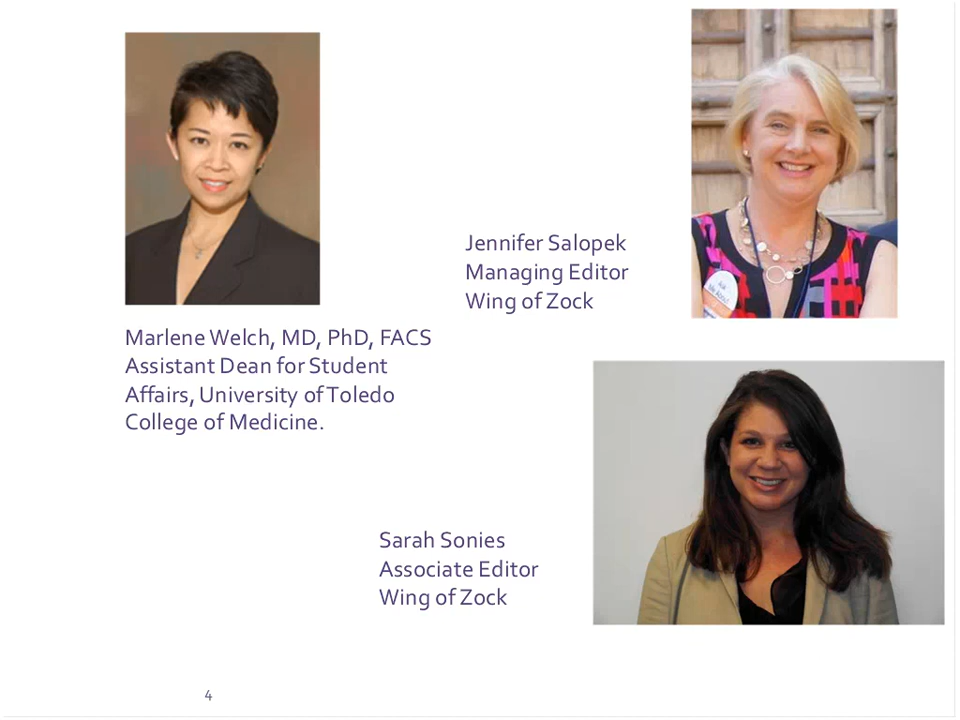 Jennifer Salopek
Managing Editor
Wing of Zock
Marlene Welch, MD, PhD, FACS
Assistant Dean for Student
Affairs, University of Toledo
College of Medicine.
Sarah Sonies
Associate Editor
Wing of Zock
4